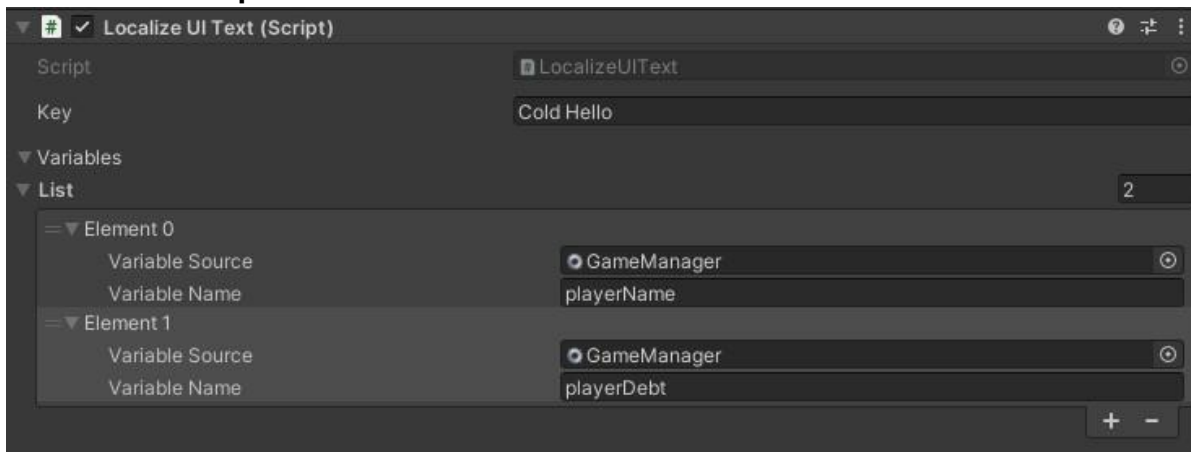 Localize UI Text (Script)
Script LocalizeUIText
Key Cold Hello
Variables
List 2
Element 0
Variable Source GameManager
Variable Name playerName
Element 1
Variable Source GameManager
Variable Name playerDebt